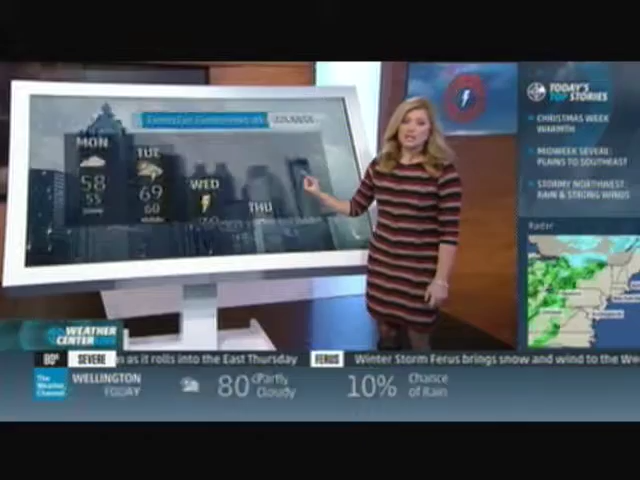 ATLANTA
MON
58
55
TUE
69
60
WED
THU
TODAY'S
TOP STORIES
CHRISTMAS WEEK
WARMTH
MIDWEEK SEVERE:
PLAINS TO SOUTHEAST
STORMY NORTHWEST:
RAIN & STRONG WINDS
Radar
WEATHER
CENTER
80°
SEVERE
as it rolls into the East Thursday
FERUS
Winter Storm Ferus brings snow and wind to the We
The
Weather
Channel
WELLINGTON
TODAY
80° Partly
Cloudy
10% Chance
of Rain